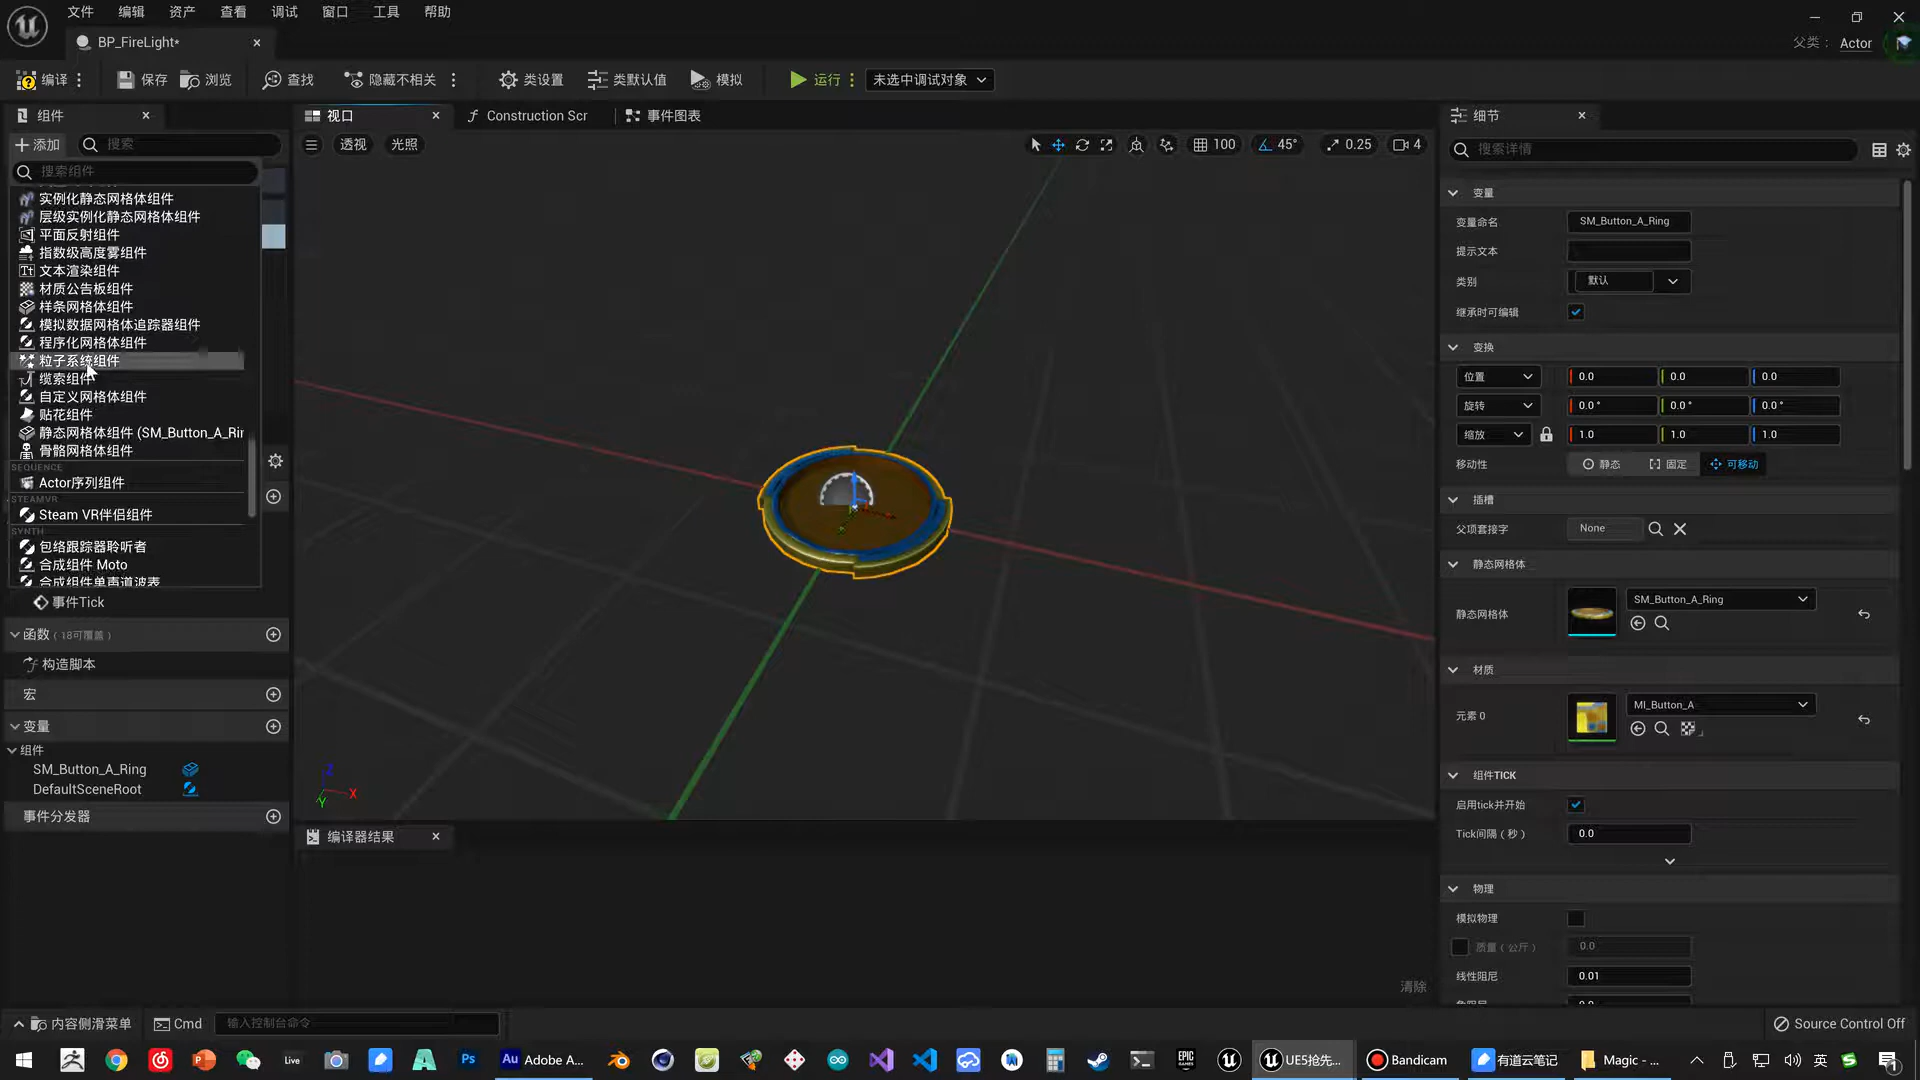 文件 编辑 资产 查看 调试 窗口 工具 帮助
BP_FireLight*
父类： Actor
编译 保存 浏览 查找 隐藏不相关 类设置 类默认值 模拟 运行 未选中调试对象
组件 视口 Construction Scr 事件图表 细节
添加 搜索 透视 光照 100 45° 0.25 4 搜索详情
搜索组件
实例化静态网格体组件
层级实例化静态网格体组件
平面反射组件
指数级高度雾组件
文本渲染组件
材质公告板组件
样条网格体组件
模拟数据网格体追踪器组件
程序化网格体组件
粒子系统组件
缆索组件
自定义网格体组件
贴花组件
静态网格体组件 (SM_Button_A_Rin
骨骼网格体组件
SEQUENCE
Actor序列组件
STEAMVR
Steam VR伴侣组件
SYNTH
包络跟踪器聆听者
合成组件 Moto
合成组件单声道波表
事件Tick
函数（18可覆盖）
构造脚本
宏
变量
组件
SM_Button_A_Ring
DefaultSceneRoot
事件分发器
Z
X
Y
编译器结果
清除
变量
变量命名 SM_Button_A_Ring
提示文本
类别 默认
继承时可编辑
变换
位置 0.0 0.0 0.0
旋转 0.0° 0.0° 0.0°
缩放 1.0 1.0 1.0
移动性 静态 固定 可移动
插槽
父项套接字 None
静态网格体
静态网格体 SM_Button_A_Ring
材质
元素 0 MI_Button_A
组件TICK
启用tick并开始
Tick间隔（秒） 0.0
物理
模拟物理
质量（公斤） 0.0
线性阻尼 0.01
内容侧滑菜单 Cmd 输入控制台命令 Source Control Off
Live Ps Au Adobe A... EPIC GAMES UE5抢先... Bandicam 有道云笔记 Magic - ... 英 1